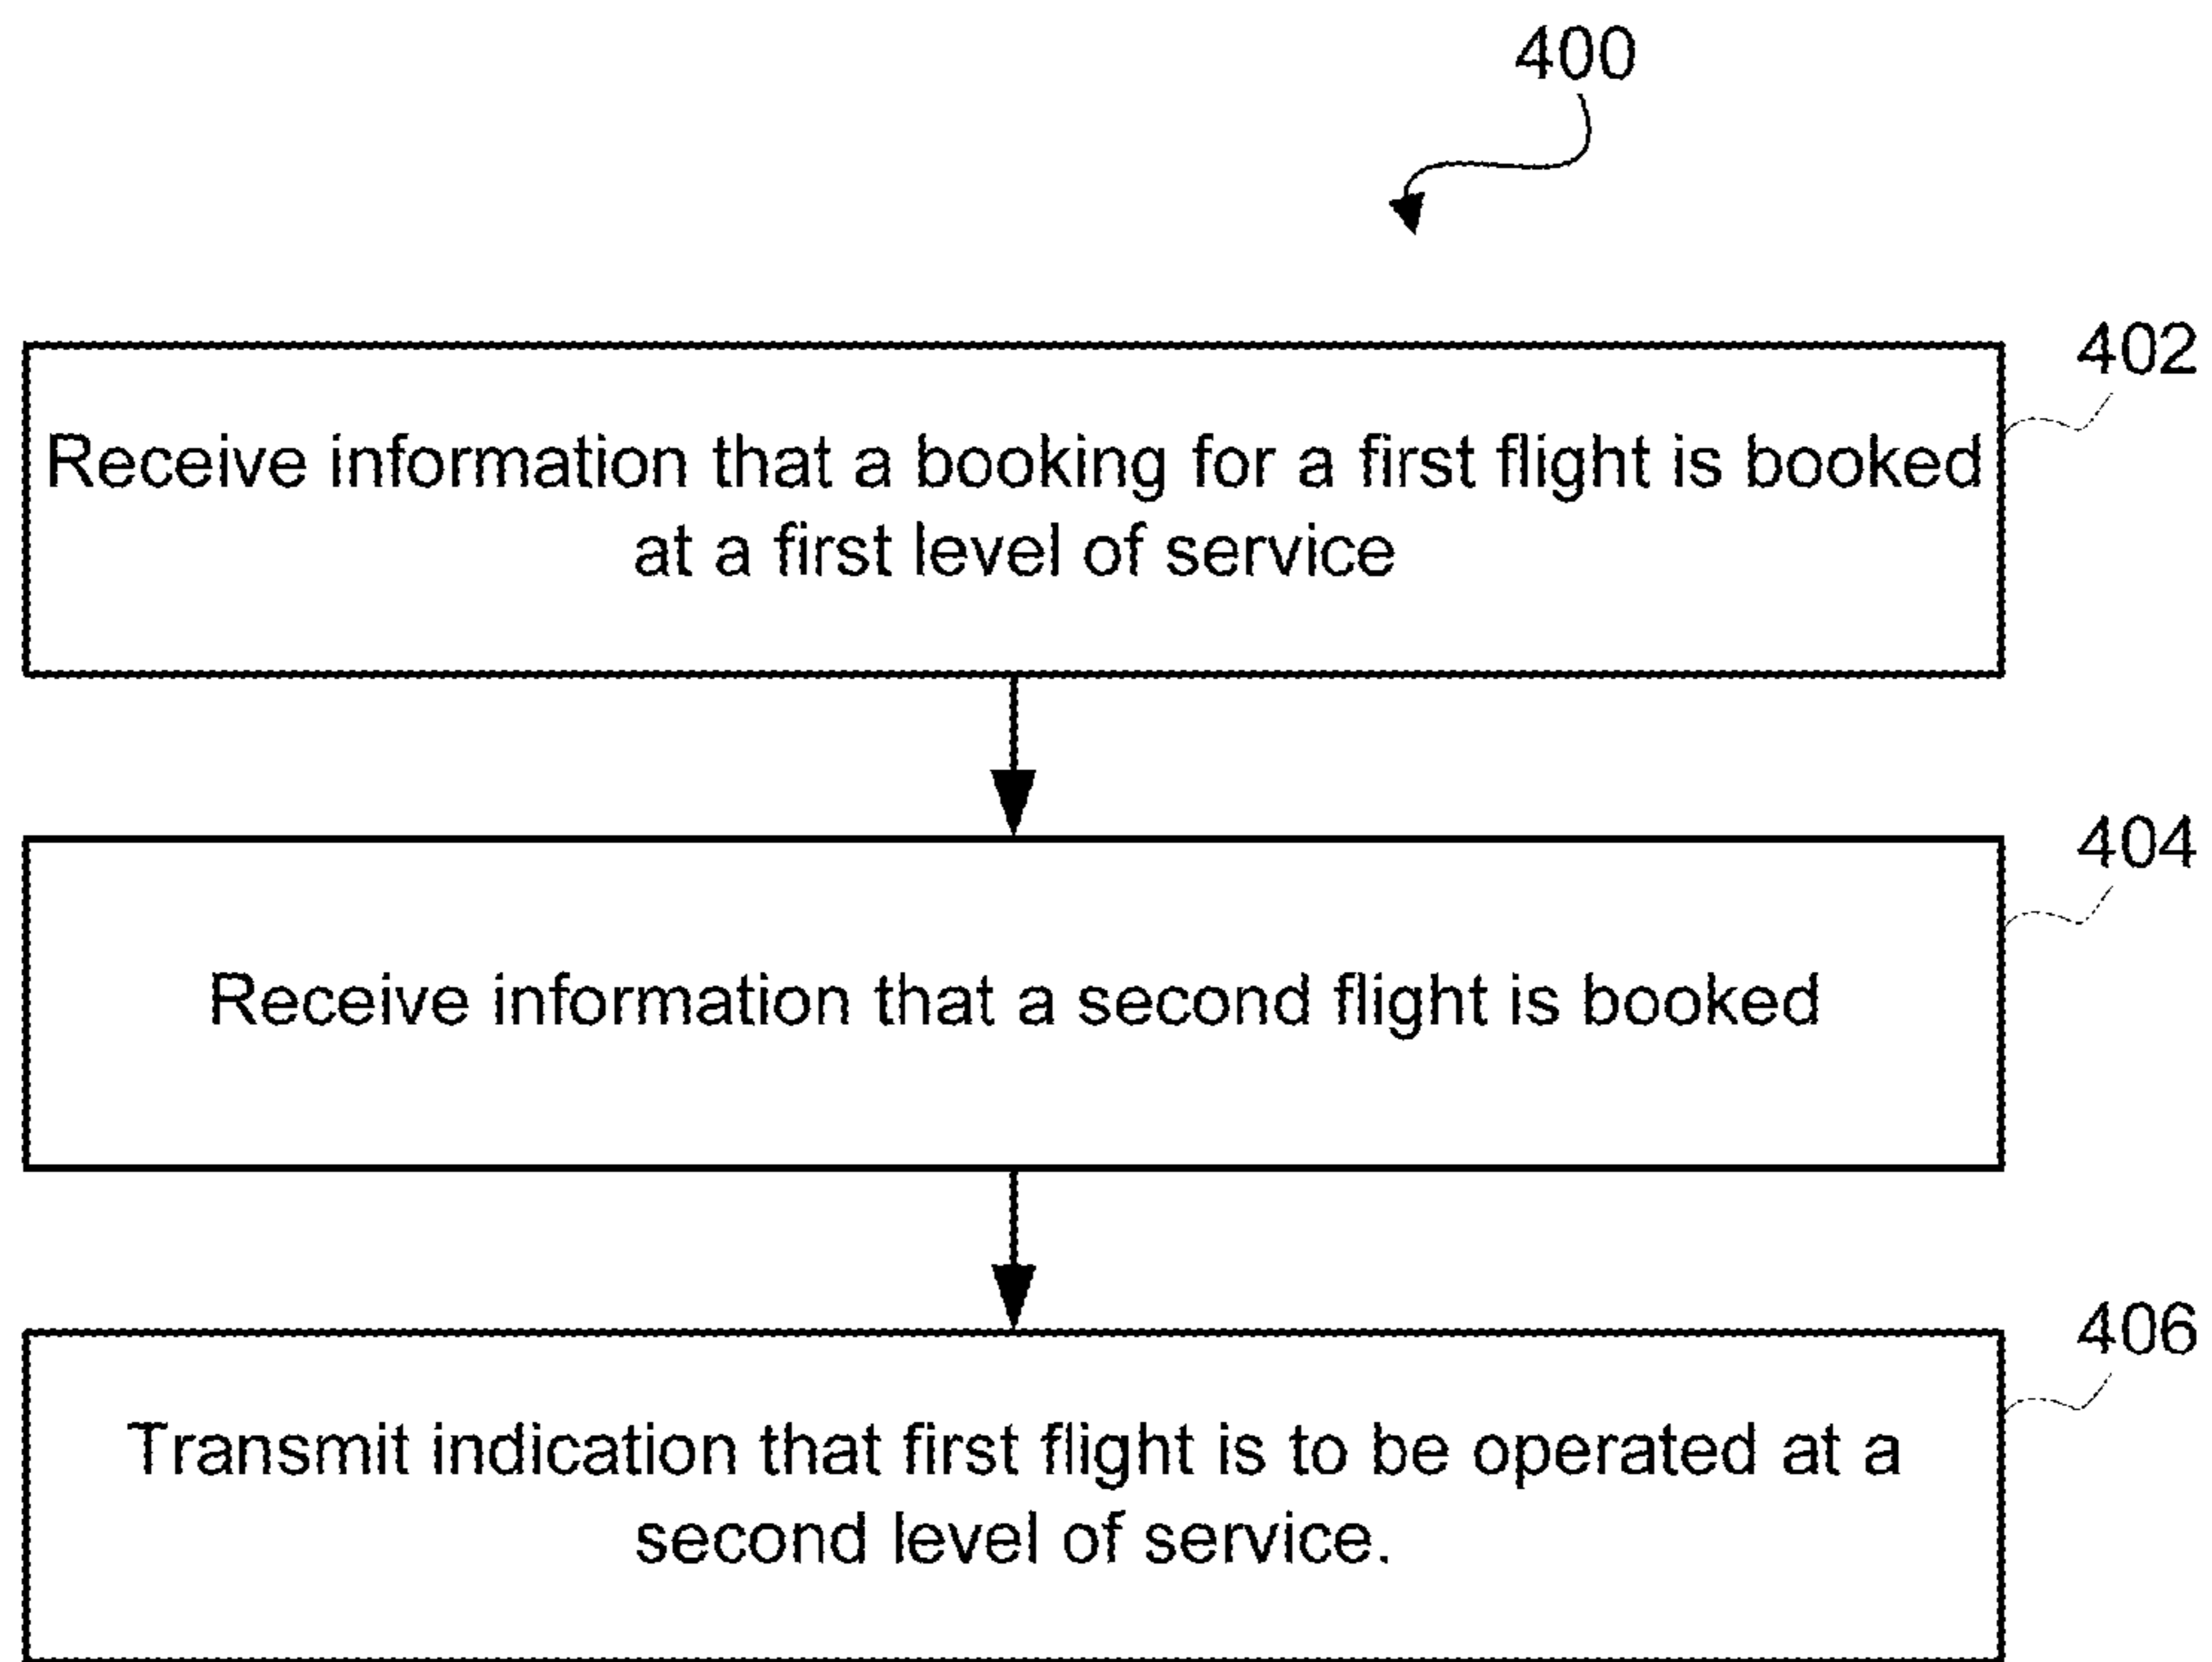 400
402
Receive information that a booking for a first flight is booked
at a first level of service
404
Receive information that a second flight is booked
406
Transmit indication that first flight is to be operated at a
second level of service.